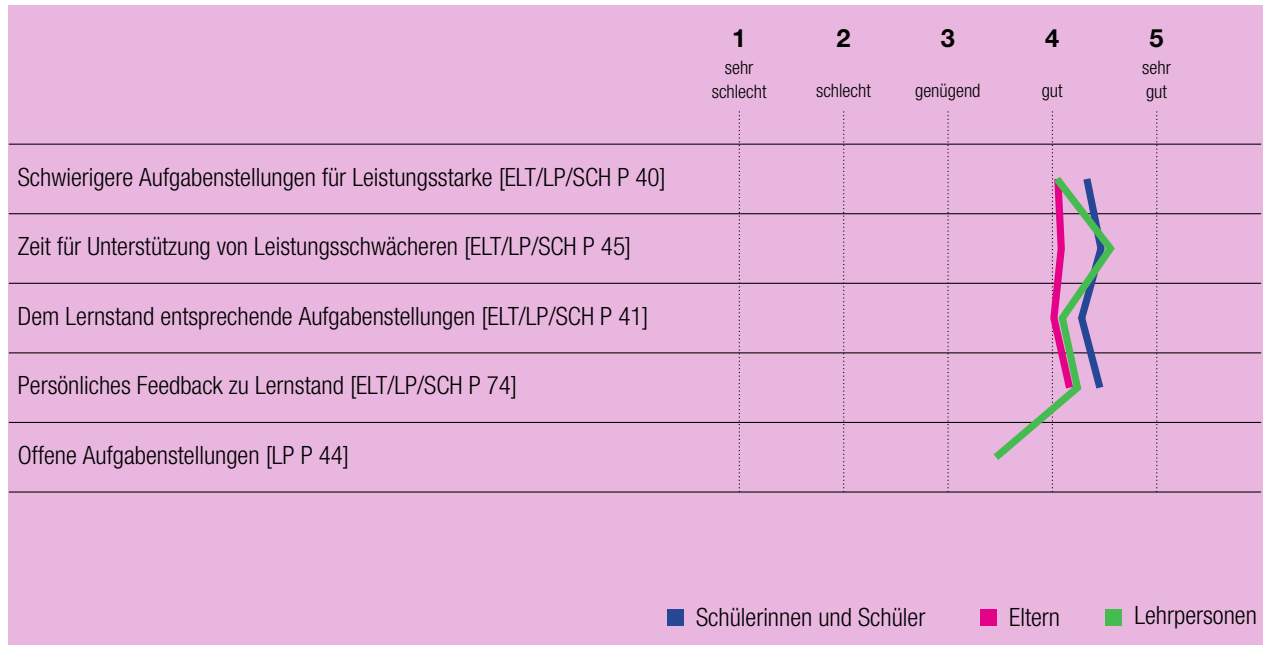 1 2 3 4 5
sehr schlecht schlecht genügend gut sehr gut
Schwierigere Aufgabenstellungen für Leistungsstarke [ELT/LP/SCH P 40]
Zeit für Unterstützung von Leistungsschwächeren [ELT/LP/SCH P 45]
Dem Lernstand entsprechende Aufgabenstellungen [ELT/LP/SCH P 41]
Persönliches Feedback zu Lernstand [ELT/LP/SCH P 74]
Offene Aufgabenstellungen [LP P 44]
Schülerinnen und Schüler Eltern Lehrpersonen